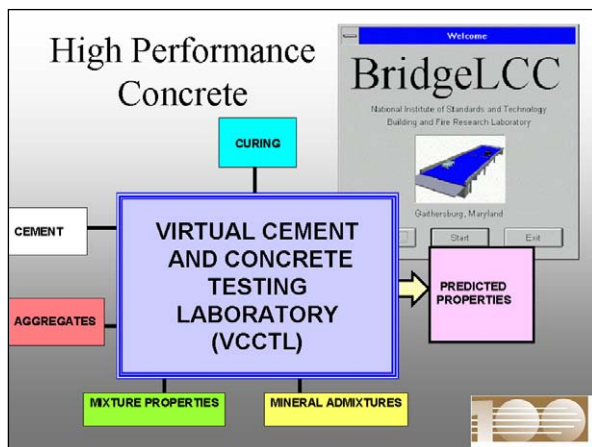 High Performance
Concrete
Welcome
BridgeLCC
National Institute of Standards and Technology
Building and Fire Research Laboratory
Gaithersburg, Maryland
Start
Exit
CURING
CEMENT
VIRTUAL CEMENT
AND CONCRETE
TESTING
LABORATORY
(VCCTL)
PREDICTED
PROPERTIES
AGGREGATES
MIXTURE PROPERTIES
MINERAL ADMIXTURES
100